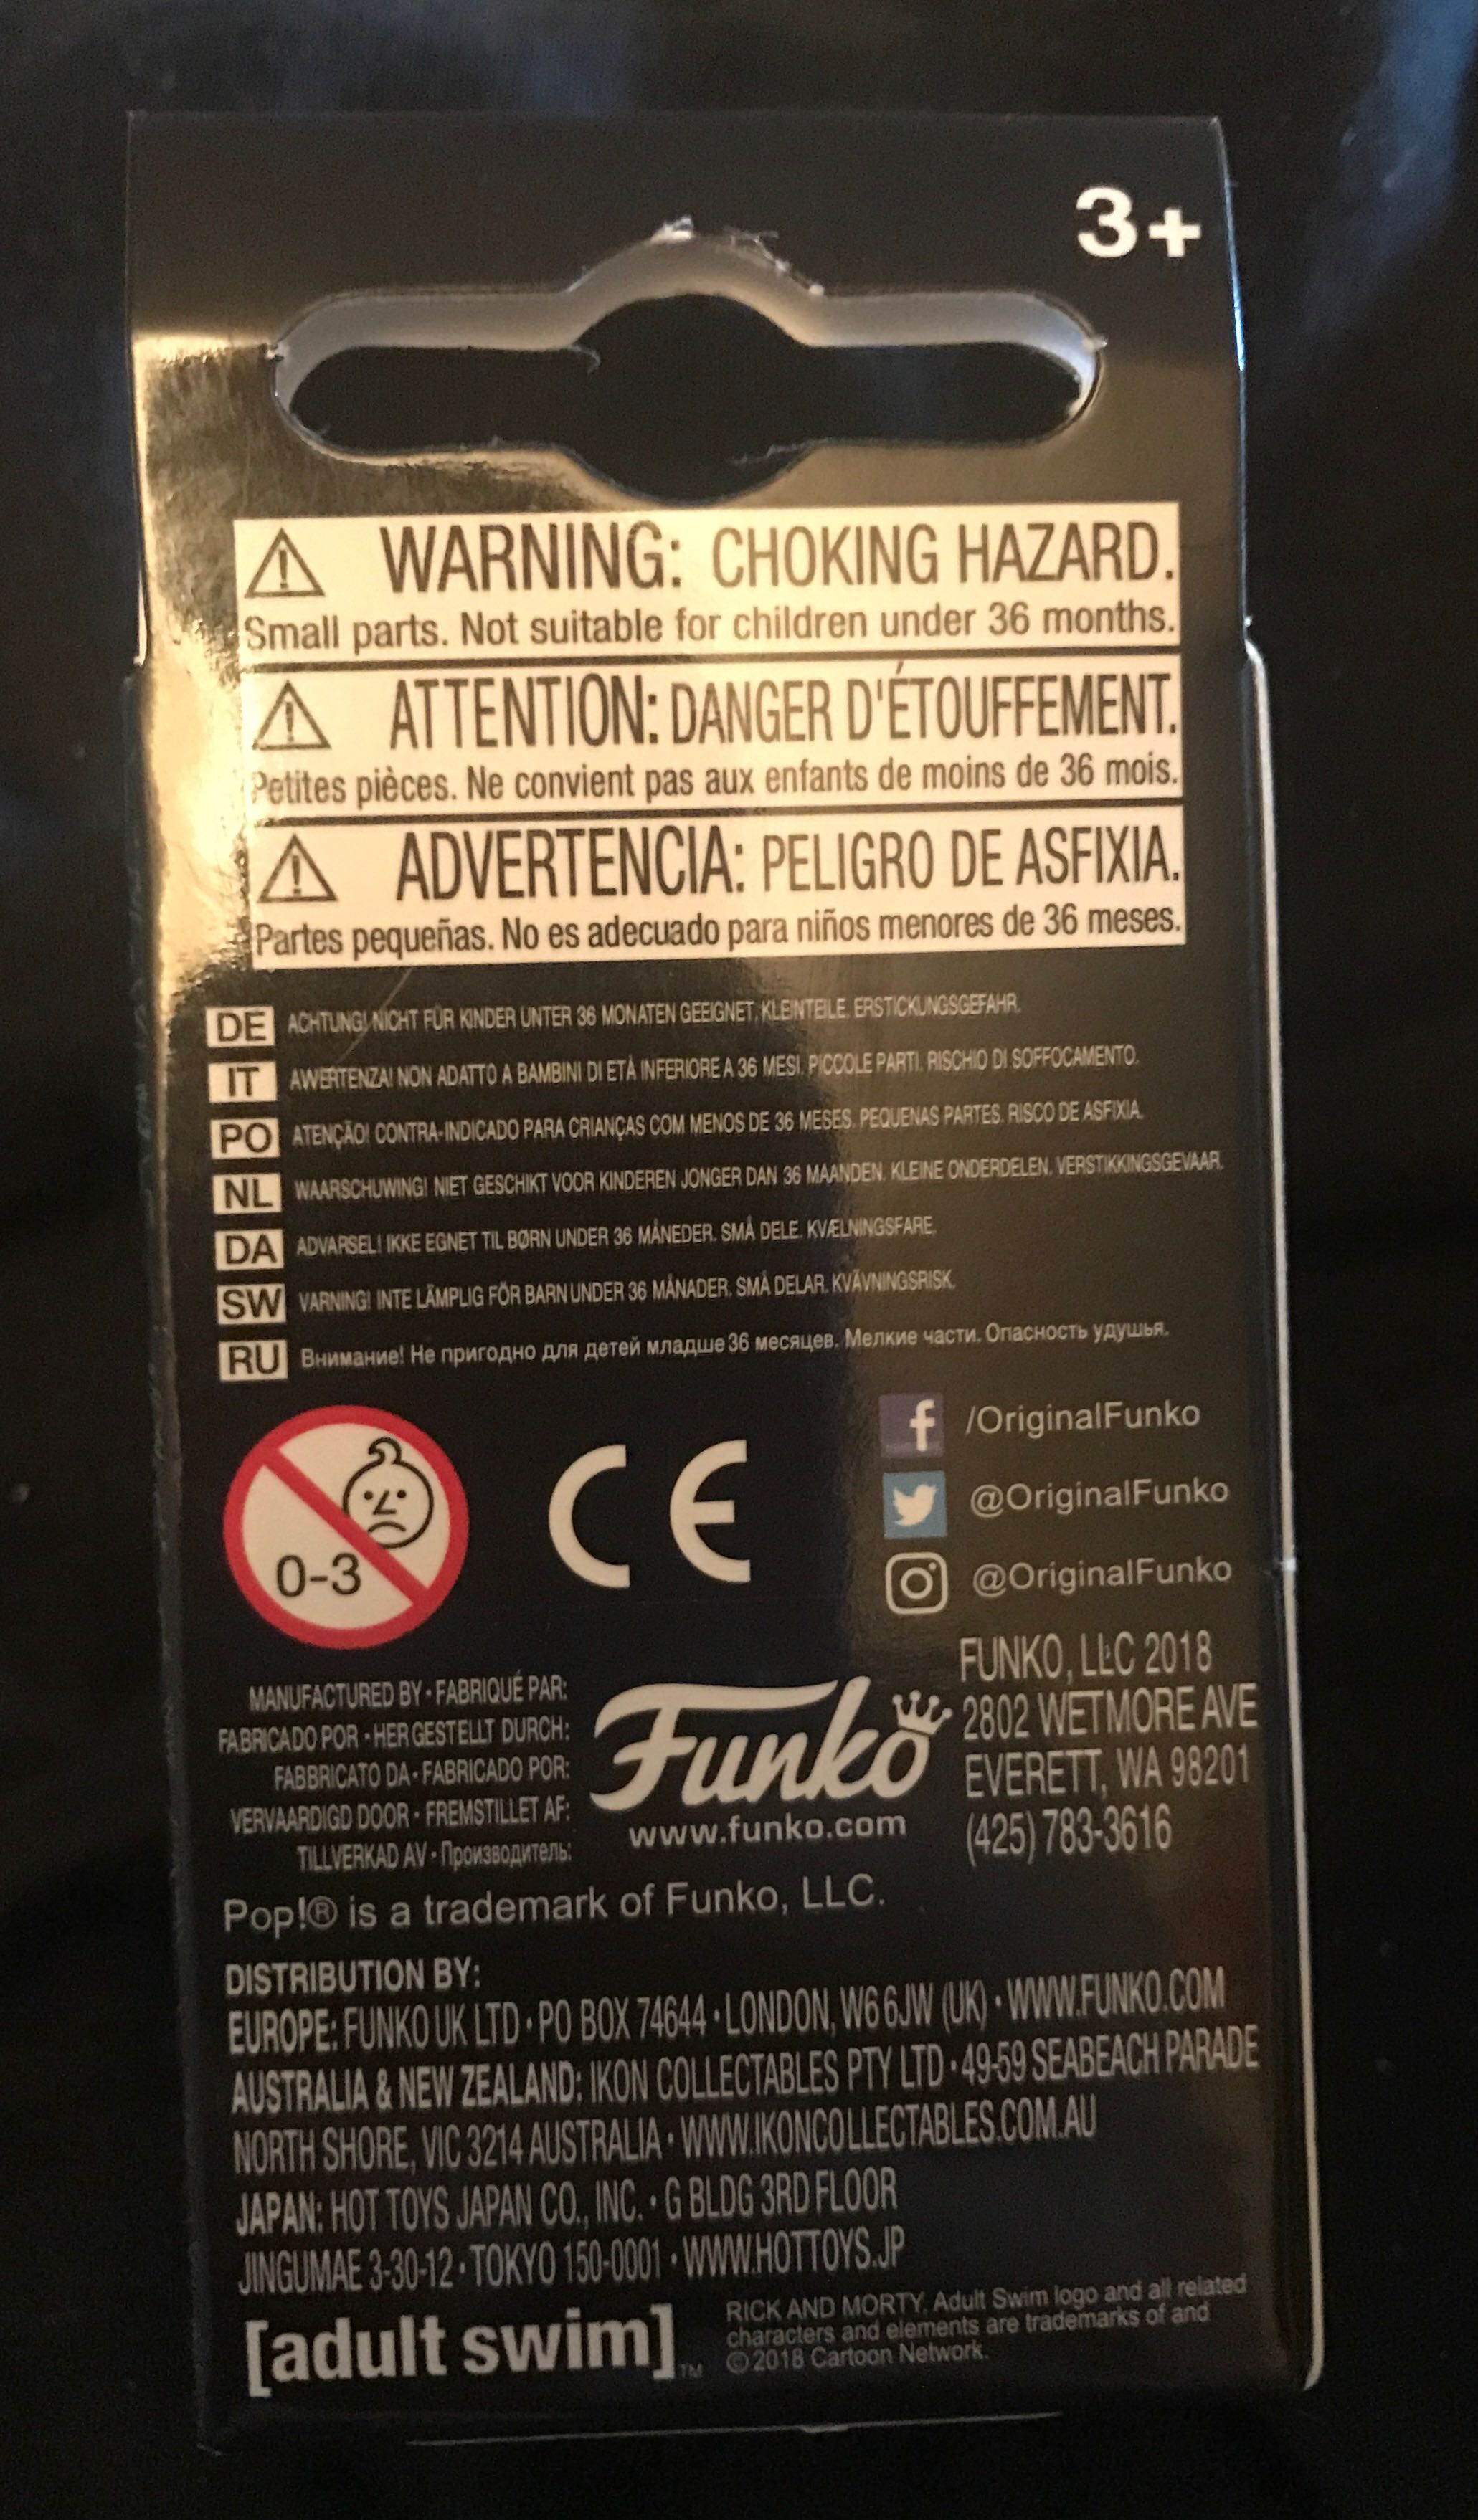 3+
WARNING: CHOKING HAZARD.
Small parts. Not suitable for children under 36 months.
ATTENTION: DANGER D'ÉTOUFFEMENT.
Petites pièces. Ne convient pas aux enfants de moins de 36 mois.
ADVERTENCIA: PELIGRO DE ASFIXIA.
Partes pequeñas. No es adecuado para niños menores de 36 meses.
DE ACHTUNG! NICHT FÜR KINDER UNTER 36 MONATEN GEEIGNET. KLEINTEILE. ERSTICKUNGSGEFAHR.
IT AWERTENZA! NON ADATTO A BAMBINI DI ETÀ INFERIORE A 36 MESI. PICCOLE PARTI. RISCHIO DI SOFFOCAMENTO.
PO ATENÇÃO! CONTRA-INDICADO PARA CRIANÇAS COM MENOS DE 36 MESES. PEQUENAS PARTES. RISCO DE ASFIXIA.
NL WAARSCHUWING! NIET GESCHIKT VOOR KINDEREN JONGER DAN 36 MAANDEN. KLEINE ONDERDELEN. VERSTIKKINGSGEVAAR.
DA ADVARSEL! IKKE EGNET TIL BØRN UNDER 36 MÅNEDER. SMÅ DELE. KVÆLNINGSFARE.
SW VARNING! INTE LÄMPLIG FÖR BARN UNDER 36 MÅNADER. SMÅ DELAR. KVÄVNINGSRISK.
RU Внимание! Не пригодно для детей младше 36 месяцев. Мелкие части. Опасность удушья.
0-3
CE
f /OriginalFunko
@OriginalFunko
@OriginalFunko
MANUFACTURED BY • FABRIQUÉ PAR:
FABRICADO POR • HERGESTELLT DURCH:
FABBRICATO DA • FABRICADO POR:
VERVAARDIGD DOOR • FREMSTILLET AF:
TILLVERKAD AV • Производитель:
Funko
www.funko.com
FUNKO, LLC 2018
2802 WETMORE AVE
EVERETT, WA 98201
(425) 783-3616
Pop!® is a trademark of Funko, LLC.
DISTRIBUTION BY:
EUROPE: FUNKO UK LTD • PO BOX 74644 • LONDON, W6 6JW (UK) • WWW.FUNKO.COM
AUSTRALIA & NEW ZEALAND: IKON COLLECTABLES PTY LTD • 49-59 SEABEACH PARADE
NORTH SHORE, VIC 3214 AUSTRALIA • WWW.IKONCOLLECTABLES.COM.AU
JAPAN: HOT TOYS JAPAN CO., INC. • G BLDG 3RD FLOOR
JINGUMAE 3-30-12 • TOKYO 150-0001 • WWW.HOTTOYS.JP
[adult swim]™
RICK AND MORTY, Adult Swim logo and all related
characters and elements are trademarks of and
© 2018 Cartoon Network.